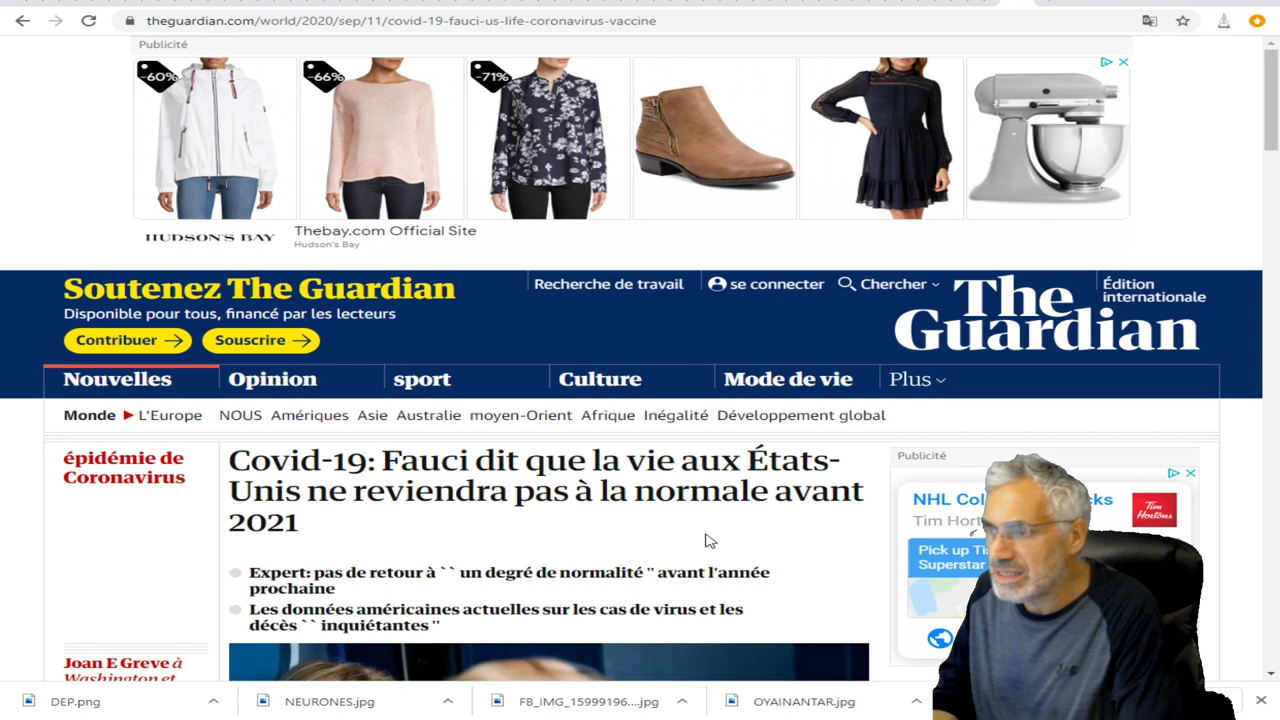 theguardian.com/world/2020/sep/11/covid-19-fauci-us-life-coronavirus-vaccine
Publicité
-60%
-66%
-71%
HUDSON'S BAY
Thebay.com Official Site
Hudson's Bay
Soutenez The Guardian
Disponible pour tous, financé par les lecteurs
Contribuer →
Souscrire →
Recherche de travail
se connecter
Chercher
The Guardian
Édition internationale
Nouvelles
Opinion
sport
Culture
Mode de vie
Plus
Monde ► L'Europe NOUS Amériques Asie Australie moyen-Orient Afrique Inégalité Développement global
épidémie de
Coronavirus
Covid-19: Fauci dit que la vie aux États-
Unis ne reviendra pas à la normale avant
2021
Expert: pas de retour à `` un degré de normalité '' avant l'année
prochaine
Les données américaines actuelles sur les cas de virus et les
décès `` inquiétantes ''
Joan E Greve à
Washington et
Publicité
NHL
Tim
Tim Hortons
Pick up
Superstar
DEP.png
NEURONES.jpg
FB_IMG_15999196....jpg
OYAINANTAR.jpg